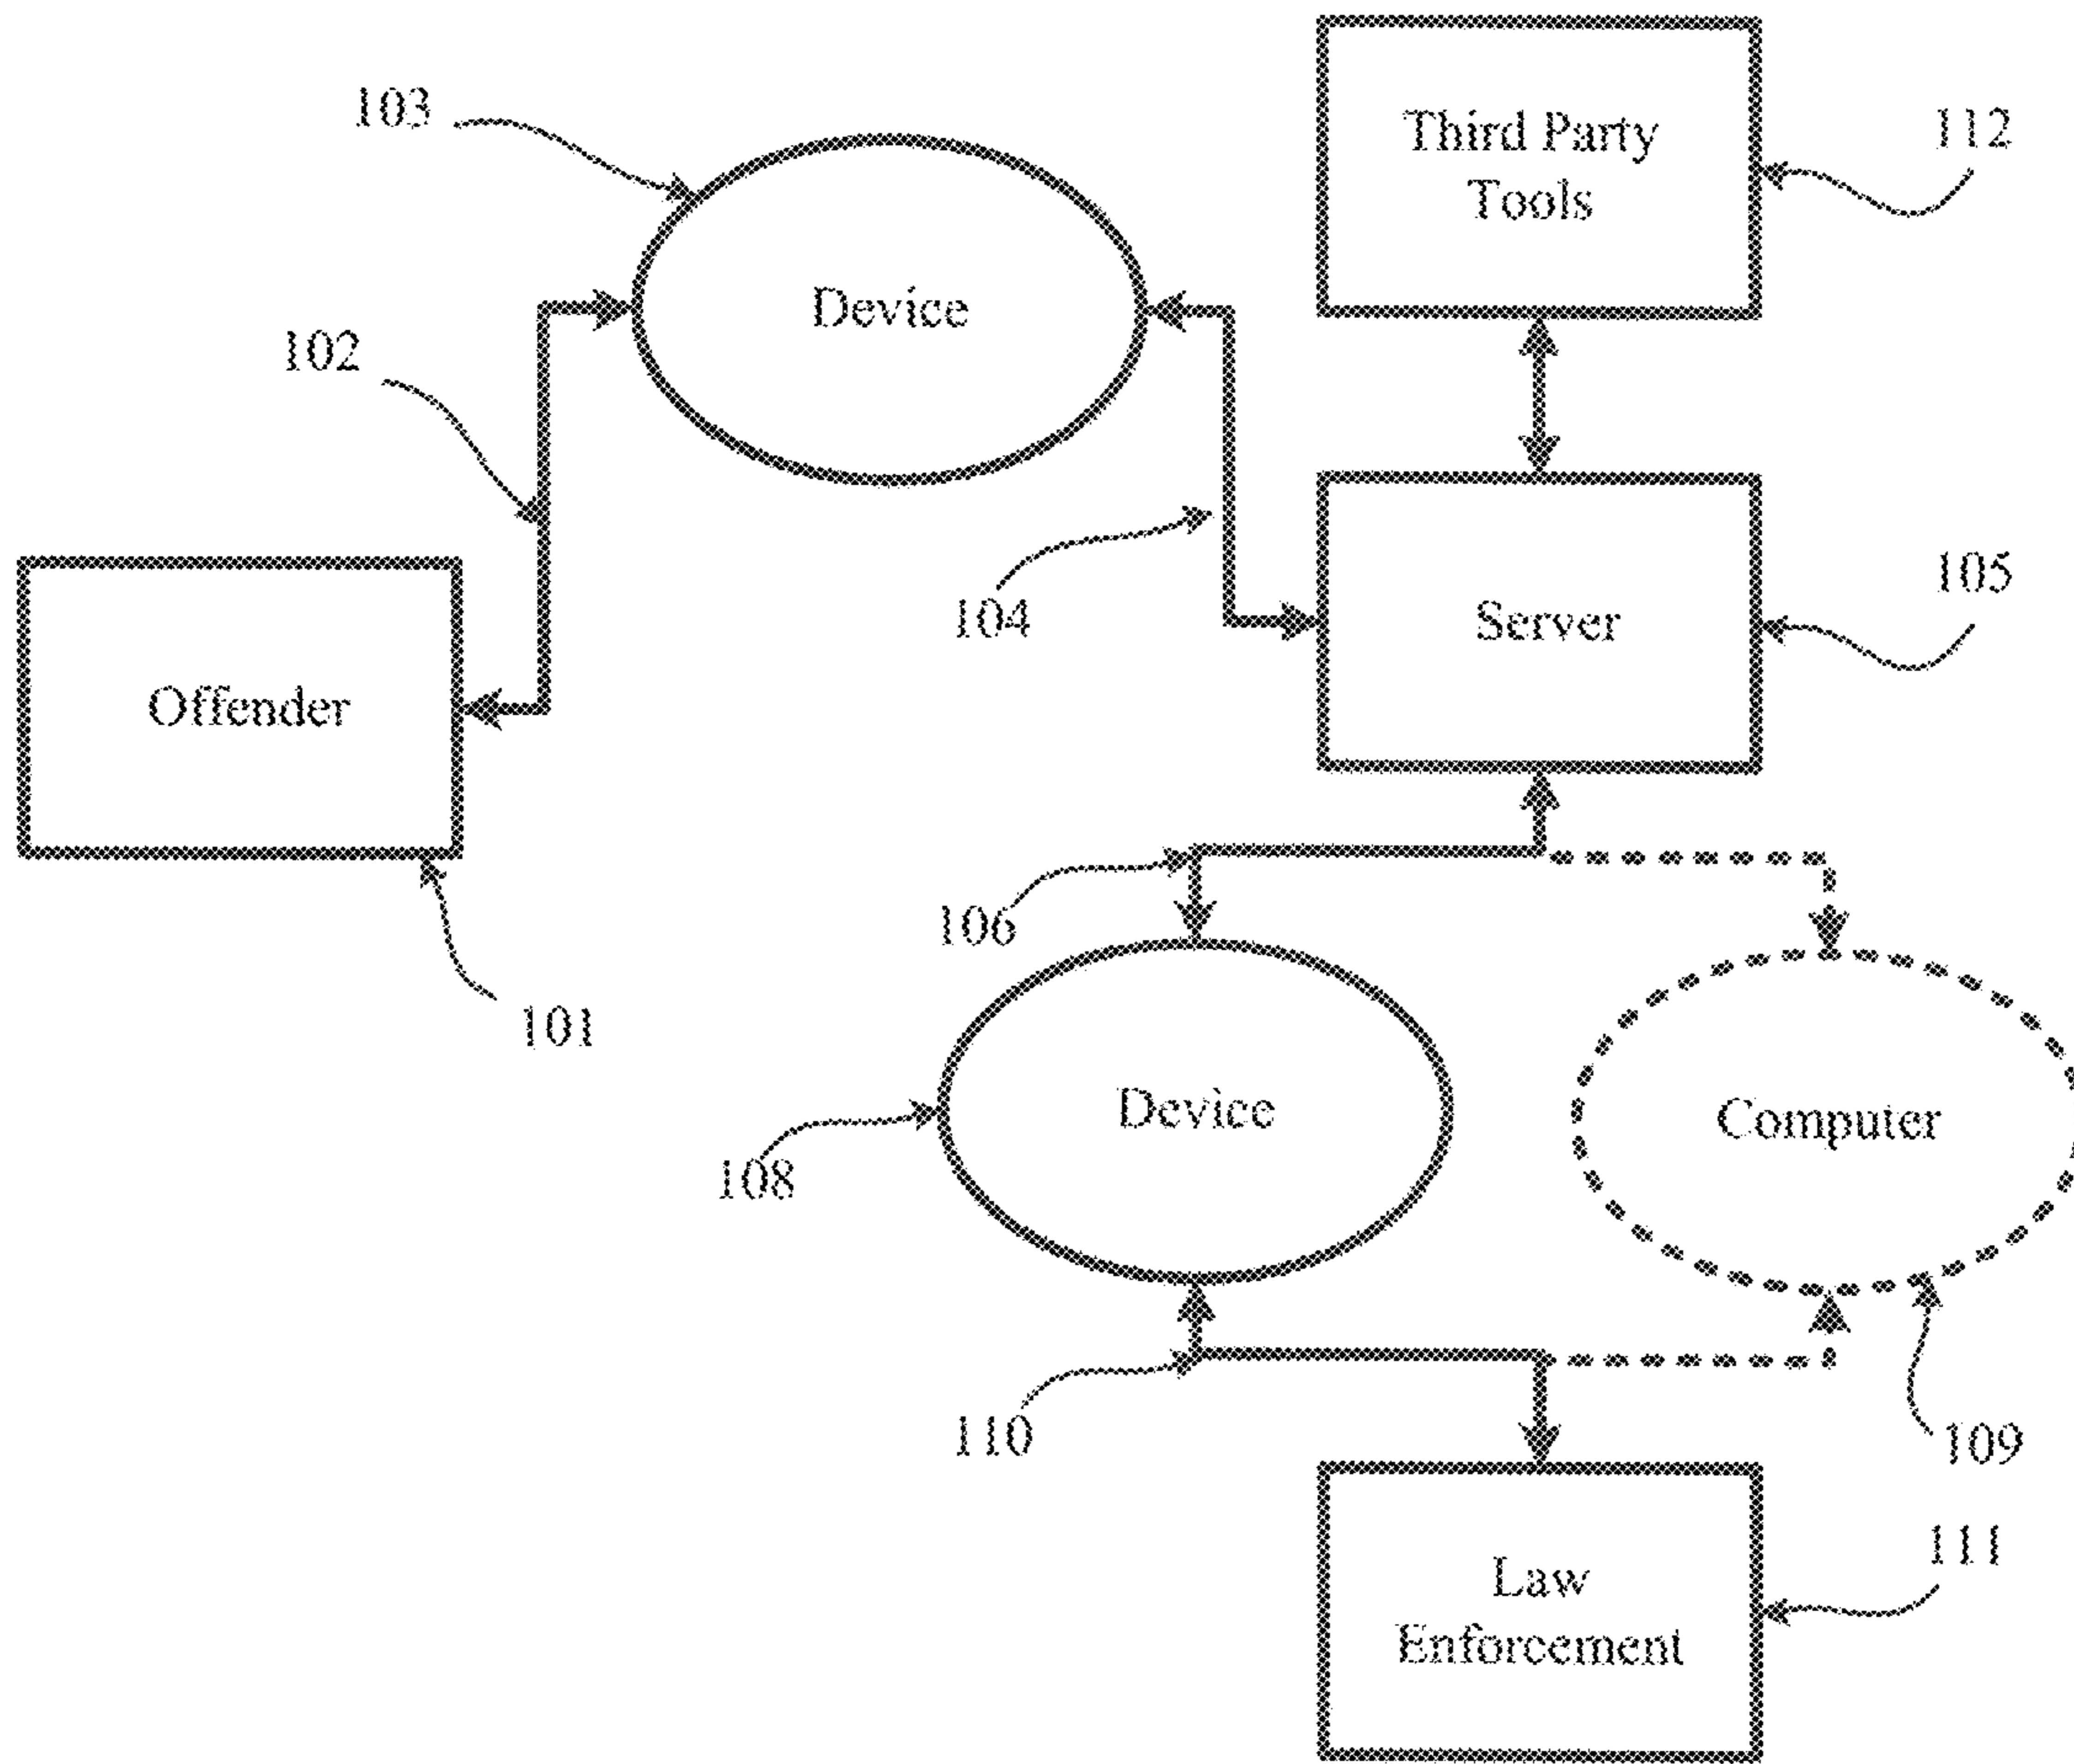 103
Third Party
Tools
112
Device
102
104
Server
105
Offender
106
101
Device
Computer
108
110
109
Law
Enforcement
111